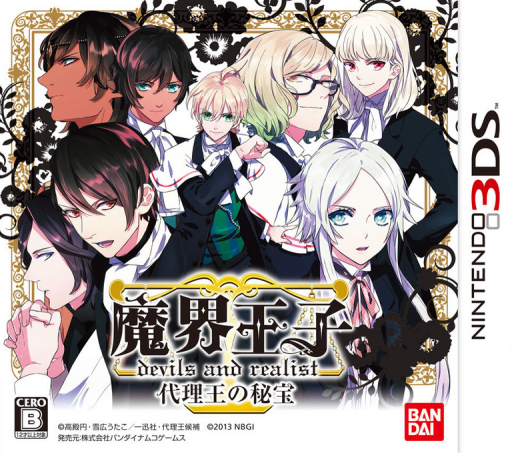 NINTENDO3DS™
魔界王子
devils and realist
代理王の秘宝
CERO
B
12才以上対象
©高殿円・雪広うたこ/一迅社・代理王候補 ©2013 NBGI
発売元:株式会社バンダイナムコゲームス
BAN
DAI